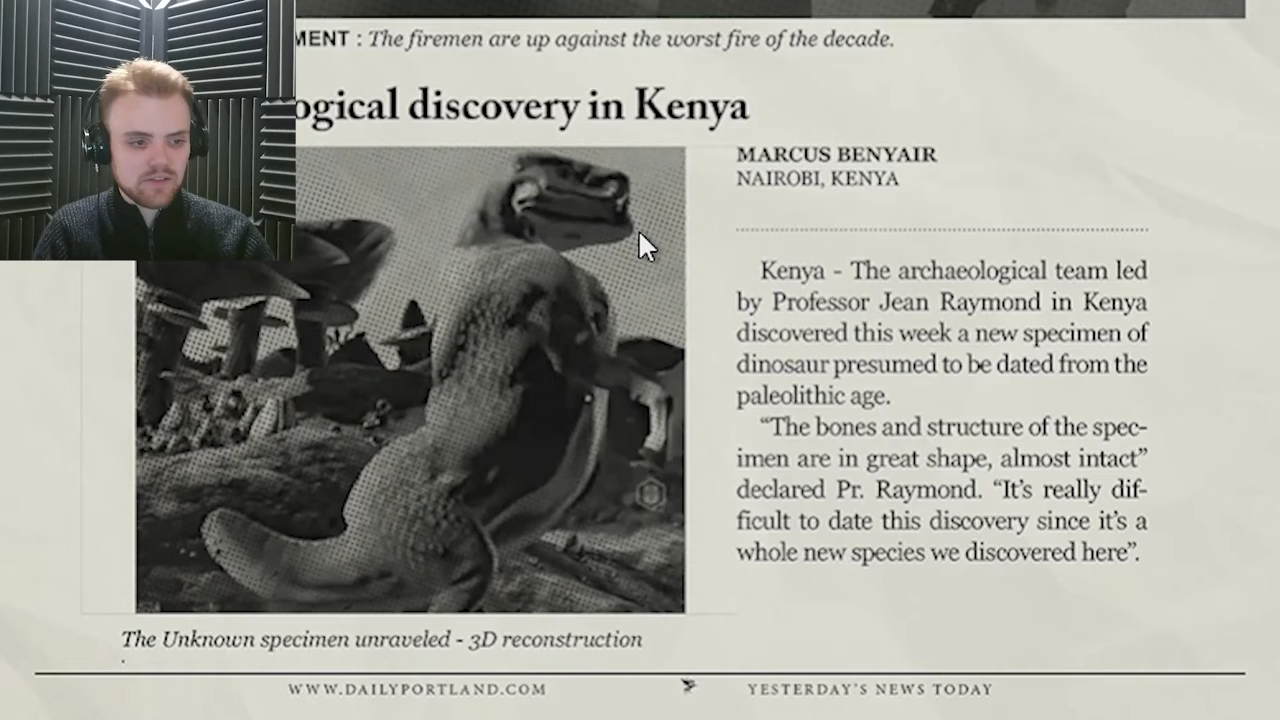 MENT : The firemen are up against the worst fire of the decade.
ogical discovery in Kenya
MARCUS BENYAIR
NAIROBI, KENYA
Kenya - The archaeological team led
by Professor Jean Raymond in Kenya
discovered this week a new specimen of
dinosaur presumed to be dated from the
paleolithic age.
“The bones and structure of the spec-
imen are in great shape, almost intact”
declared Pr. Raymond. “It’s really dif-
ficult to date this discovery since it’s a
whole new species we discovered here”.
The Unknown specimen unraveled - 3D reconstruction
WWW.DAILYPORTLAND.COM
YESTERDAY’S NEWS TODAY